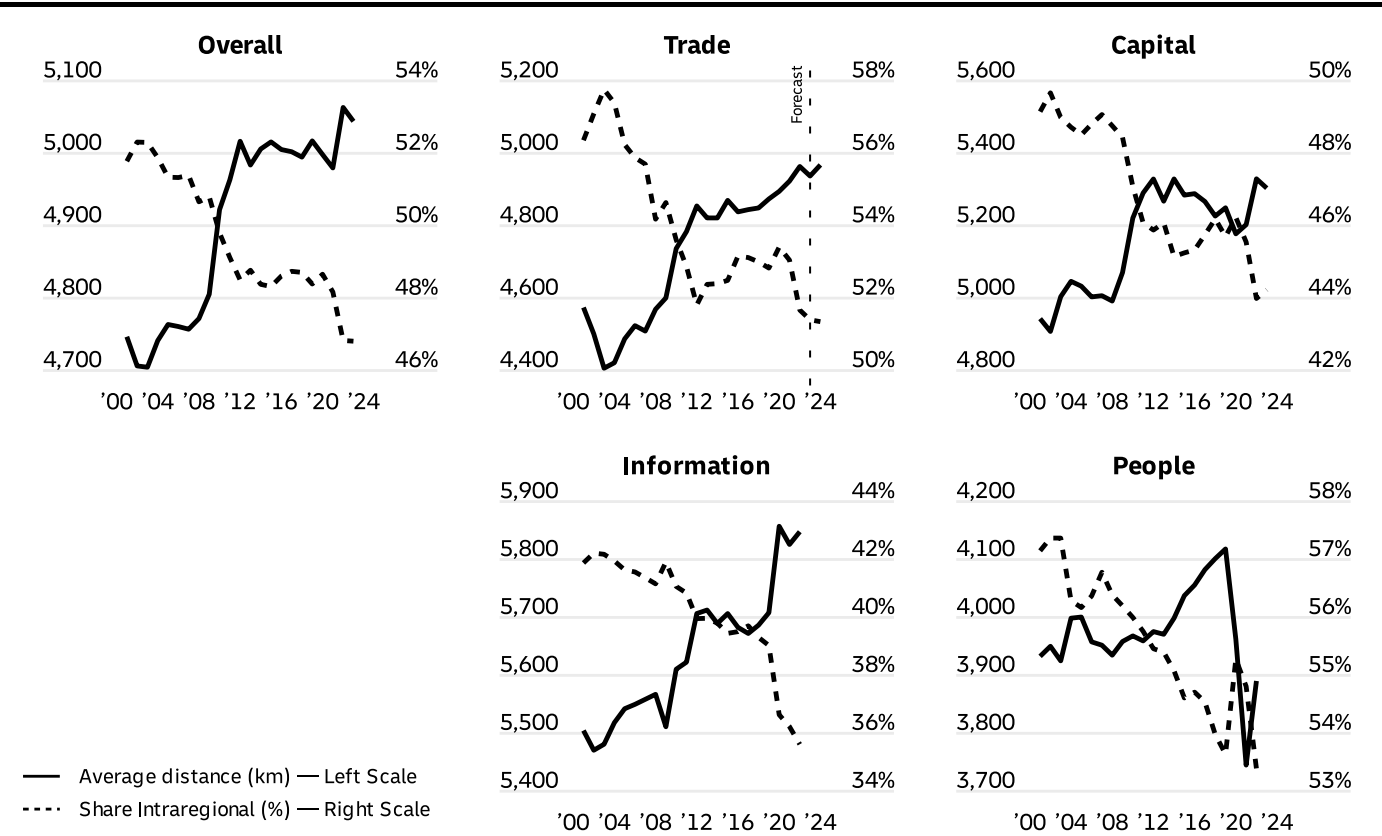 Overall
5,100 54%
5,000 52%
4,900 50%
4,800 48%
4,700 46%
’00 ’04 ’08 ’12 ’16 ’20 ’24
Trade
5,200 58%
5,000 56%
4,800 54%
4,600 52%
4,400 50%
Forecast
’00 ’04 ’08 ’12 ’16 ’20 ’24
Capital
5,600 50%
5,400 48%
5,200 46%
5,000 44%
4,800 42%
’00 ’04 ’08 ’12 ’16 ’20 ’24
Information
5,900 44%
5,800 42%
5,700 40%
5,600 38%
5,500 36%
5,400 34%
’00 ’04 ’08 ’12 ’16 ’20 ’24
People
4,200 58%
4,100 57%
4,000 56%
3,900 55%
3,800 54%
3,700 53%
’00 ’04 ’08 ’12 ’16 ’20 ’24
Average distance (km) — Left Scale
Share Intraregional (%) — Right Scale